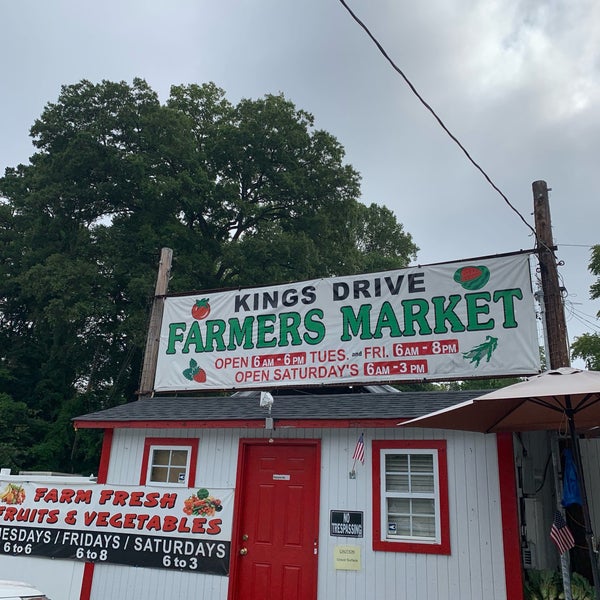 KINGS DRIVE
FARMERS MARKET
OPEN 6AM-6PM TUES. and FRI. 6AM-8PM
OPEN SATURDAY'S 6AM-3PM
FARM FRESH
FRUITS & VEGETABLES
ESDAYS / FRIDAYS / SATURDAYS
6 to 6 6 to 8 6 to 3
NO
TRESPASSING